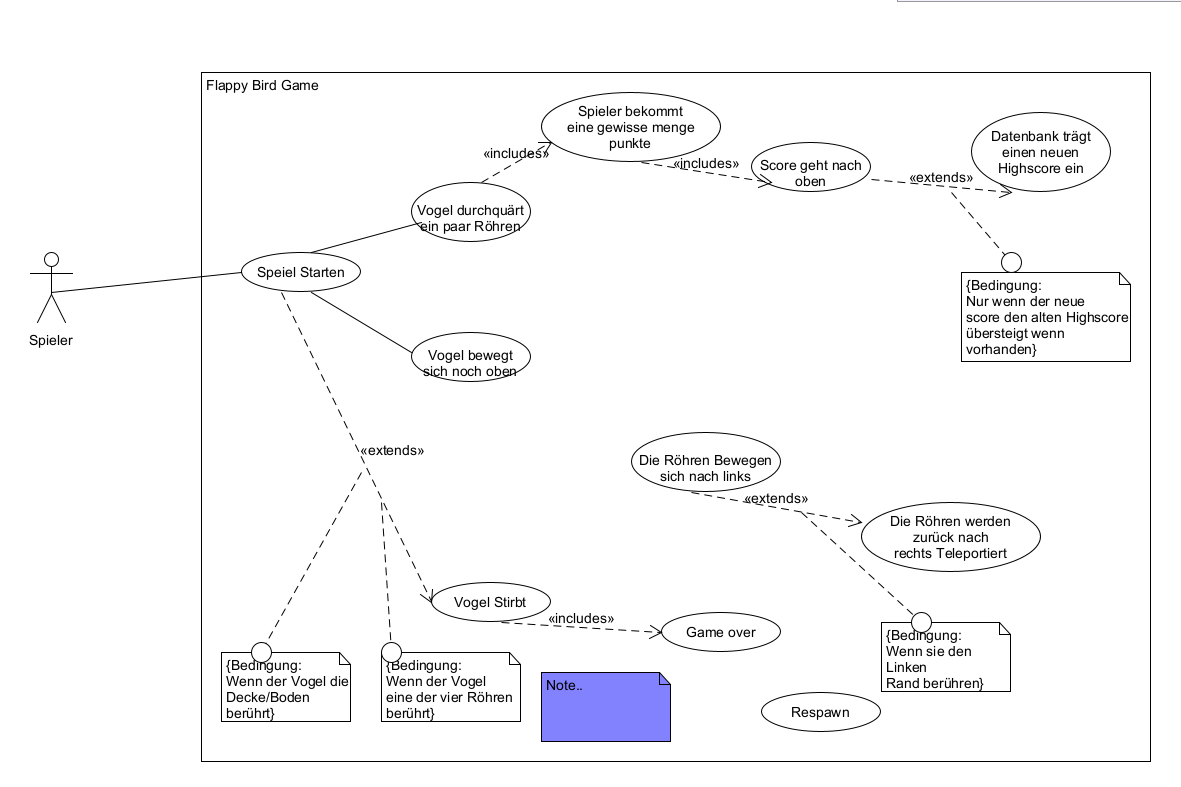 Flappy Bird Game
Spieler bekommt
eine gewisse menge
punkte
«includes»
«includes»
Datenbank trägt
einen neuen
Highscore ein
Score geht nach
oben
«extends»
Vogel durchquärt
ein paar Röhren
Speiel Starten
Spieler
{Bedingung:
Nur wenn der neue
score den alten Highscore
übersteigt wenn
vorhanden}
Vogel bewegt
sich noch oben
«extends»
Die Röhren Bewegen
sich nach links
«extends»
Die Röhren werden
zurück nach
rechts Teleportiert
Vogel Stirbt
«includes»
Game over
{Bedingung:
Wenn sie den
Linken
Rand berühren}
{Bedingung:
Wenn der Vogel die
Decke/Boden
berührt}
{Bedingung:
Wenn der Vogel
eine der vier Röhren
berührt}
Note..
Respawn